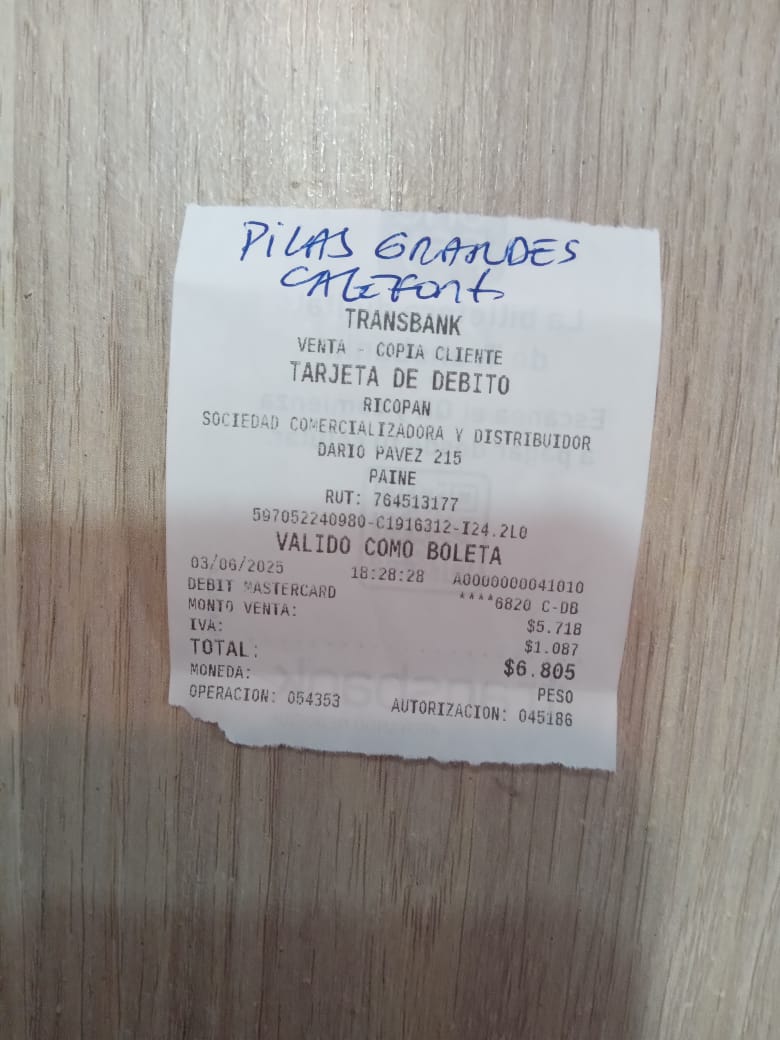 PILAS GRANDES
CALIFONT
TRANSBANK
VENTA - COPIA CLIENTE
TARJETA DE DEBITO
RICOPAN
SOCIEDAD COMERCIALIZADORA Y DISTRIBUIDOR
DARIO PAVEZ 215
PAINE
RUT: 764513177
597052240980-C1916312-I24.2L0
VALIDO COMO BOLETA
03/06/2025 18:28:28 A0000000041010
DEBIT MASTERCARD ****6820 C-DB
MONTO VENTA: $5.718
IVA: $1.087
TOTAL: $6.805
MONEDA: PESO
OPERACION: 054353 AUTORIZACION: 045186